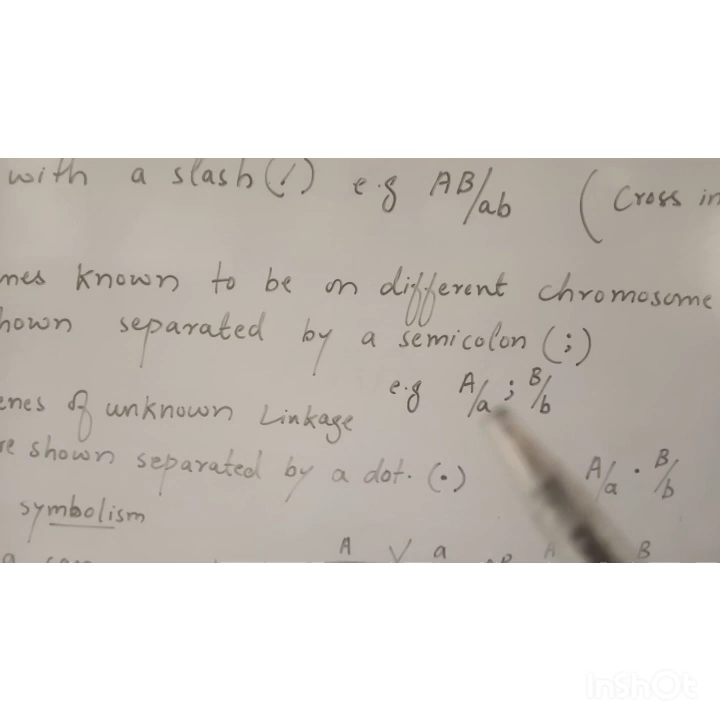 with a slash (/) e.g AB/ab (Cross in
mes known to be on different chromosome
hown separated by a semicolon (;)
e.g A/a ; B/b
enes of unknown Linkage
re shown separated by a dot. (·) A/a · B/b
symbolism
A a A B
InShOt